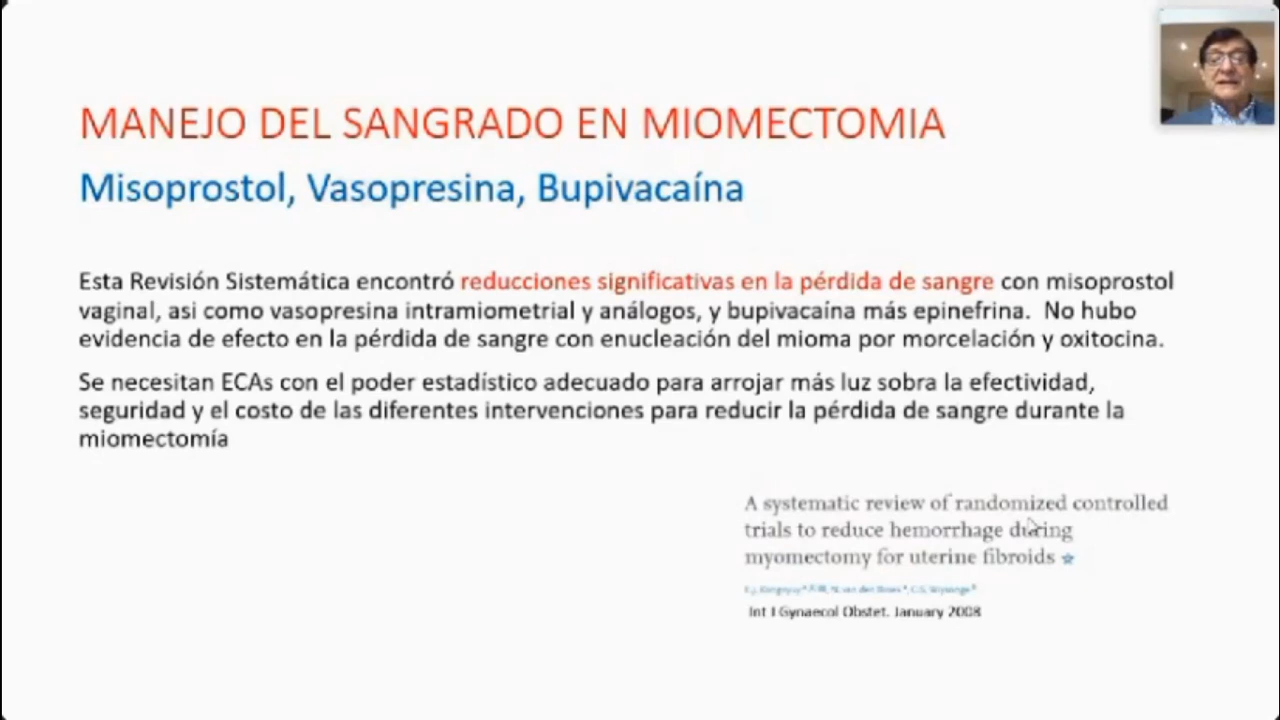 MANEJO DEL SANGRADO EN MIOMECTOMIA
Misoprostol, Vasopresina, Bupivacaína
Esta Revisión Sistemática encontró reducciones significativas en la pérdida de sangre con misoprostol
vaginal, asi como vasopresina intramiometrial y análogos, y bupivacaína más epinefrina. No hubo
evidencia de efecto en la pérdida de sangre con enucleación del mioma por morcelación y oxitocina.
Se necesitan ECAs con el poder estadístico adecuado para arrojar más luz sobra la efectividad,
seguridad y el costo de las diferentes intervenciones para reducir la pérdida de sangre durante la
miomectomía
A systematic review of randomized controlled
trials to reduce hemorrhage during
myomectomy for uterine fibroids
Int J Gynaecol Obstet. January 2008